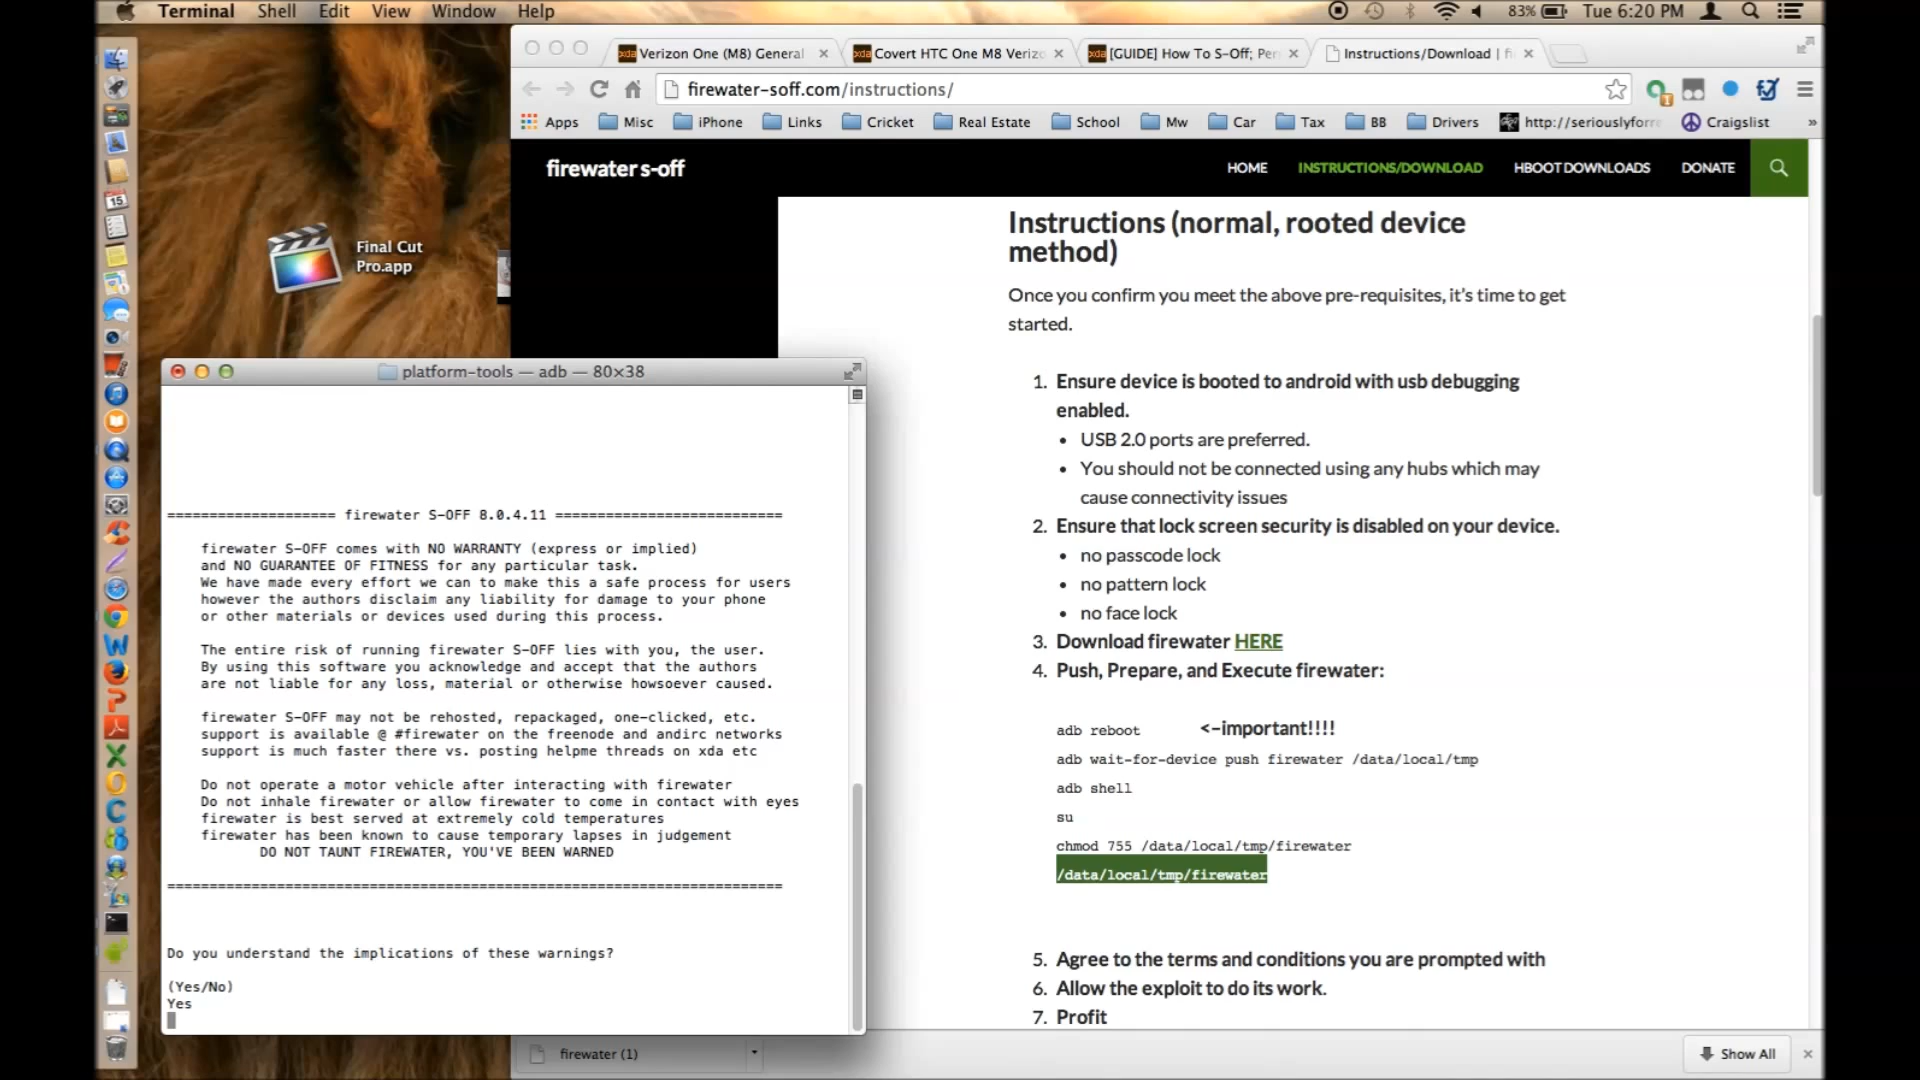 Terminal Shell Edit View Window Help
83% Tue 6:20 PM
Verizon One (M8) General
Covert HTC One M8 Verizo
[GUIDE] How To S-Off; Per
Instructions/Download | fi
firewater-soff.com/instructions/
Apps Misc iPhone Links Cricket Real Estate School Mw Car Tax BB Drivers http://seriouslyforre Craigslist »
firewater s-off
HOME INSTRUCTIONS/DOWNLOAD HBOOT DOWNLOADS DONATE
15
Final Cut
Pro.app
Instructions (normal, rooted device
method)
Once you confirm you meet the above pre-requisites, it's time to get
started.
1. Ensure device is booted to android with usb debugging
enabled.
• USB 2.0 ports are preferred.
• You should not be connected using any hubs which may
cause connectivity issues
2. Ensure that lock screen security is disabled on your device.
• no passcode lock
• no pattern lock
• no face lock
3. Download firewater HERE
4. Push, Prepare, and Execute firewater:
adb reboot <–important!!!!
adb wait-for-device push firewater /data/local/tmp
adb shell
su
chmod 755 /data/local/tmp/firewater
/data/local/tmp/firewater
5. Agree to the terms and conditions you are prompted with
6. Allow the exploit to do its work.
7. Profit
platform-tools — adb — 80×38
==================== firewater S-OFF 8.0.4.11 ===========================
firewater S-OFF comes with NO WARRANTY (express or implied)
and NO GUARANTEE OF FITNESS for any particular task.
We have made every effort we can to make this a safe process for users
however the authors disclaim any liability for damage to your phone
or other materials or devices used during this process.
The entire risk of running firewater S-OFF lies with you, the user.
By using this software you acknowledge and accept that the authors
are not liable for any loss, material or otherwise howsoever caused.
firewater S-OFF may not be rehosted, repackaged, one-clicked, etc.
support is available @ #firewater on the freenode and andirc networks
support is much faster there vs. posting helpme threads on xda etc
Do not operate a motor vehicle after interacting with firewater
Do not inhale firewater or allow firewater to come in contact with eyes
firewater is best served at extremely cold temperatures
firewater has been known to cause temporary lapses in judgement
DO NOT TAUNT FIREWATER, YOU'VE BEEN WARNED
=========================================================================
Do you understand the implications of these warnings?
(Yes/No)
Yes
firewater (1)
Show All